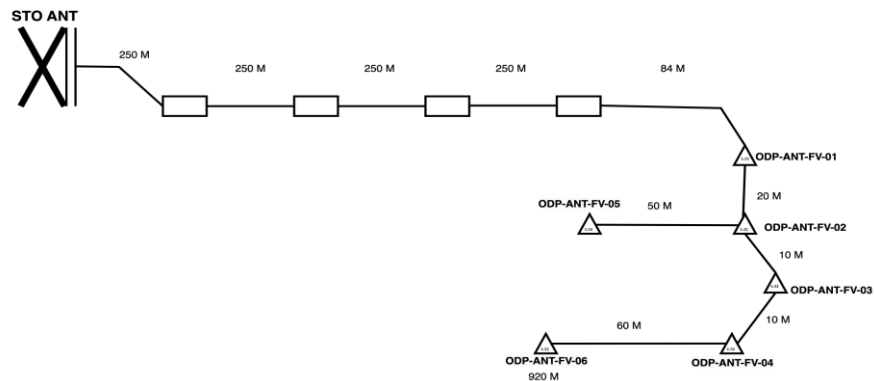 STO ANT
250 M
250 M
250 M
250 M
84 M
ODP-ANT-FV-01
20 M
ODP-ANT-FV-05
50 M
ODP-ANT-FV-02
10 M
ODP-ANT-FV-03
10 M
60 M
ODP-ANT-FV-06
ODP-ANT-FV-04
920 M